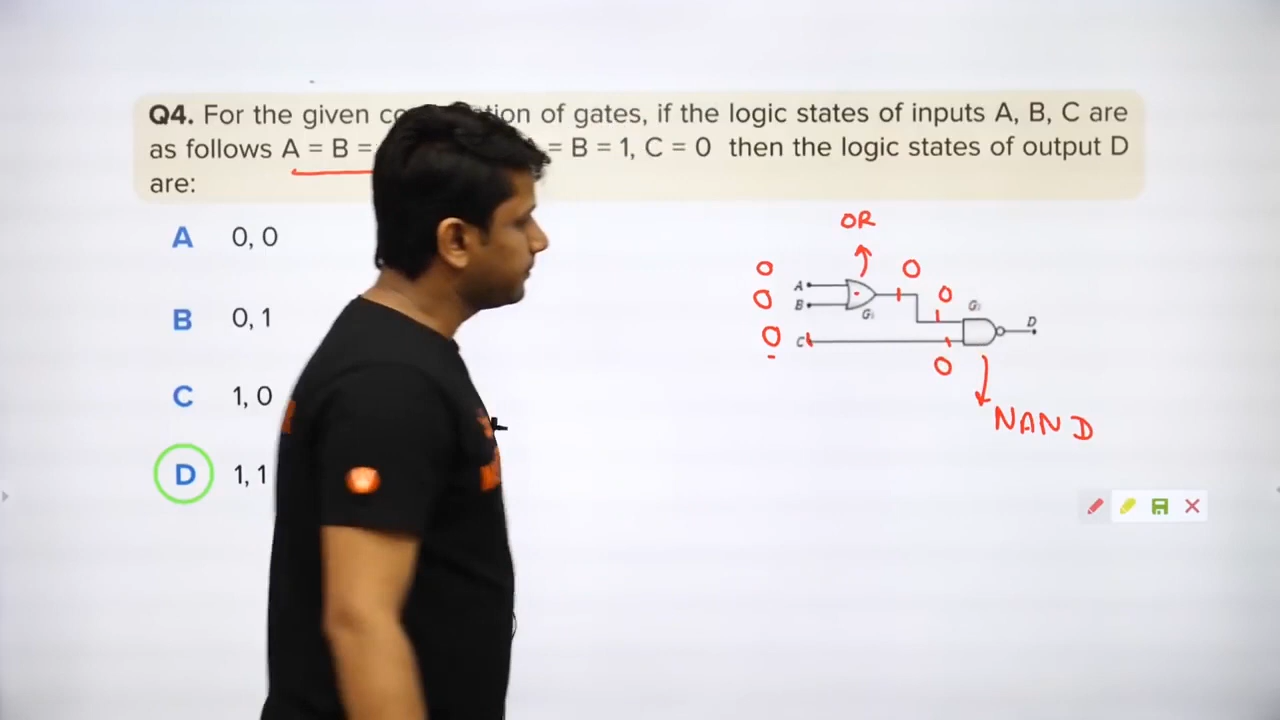 Q4. For the given of gates, if the logic states of inputs A, B, C are
as follows A = B = = B = 1, C = 0 then the logic states of output D
are:
A 0, 0
B 0, 1
C 1, 0
D 1, 1
OR
0
0
0
0
0
0
A
B
C
G₁
G
D
NAND